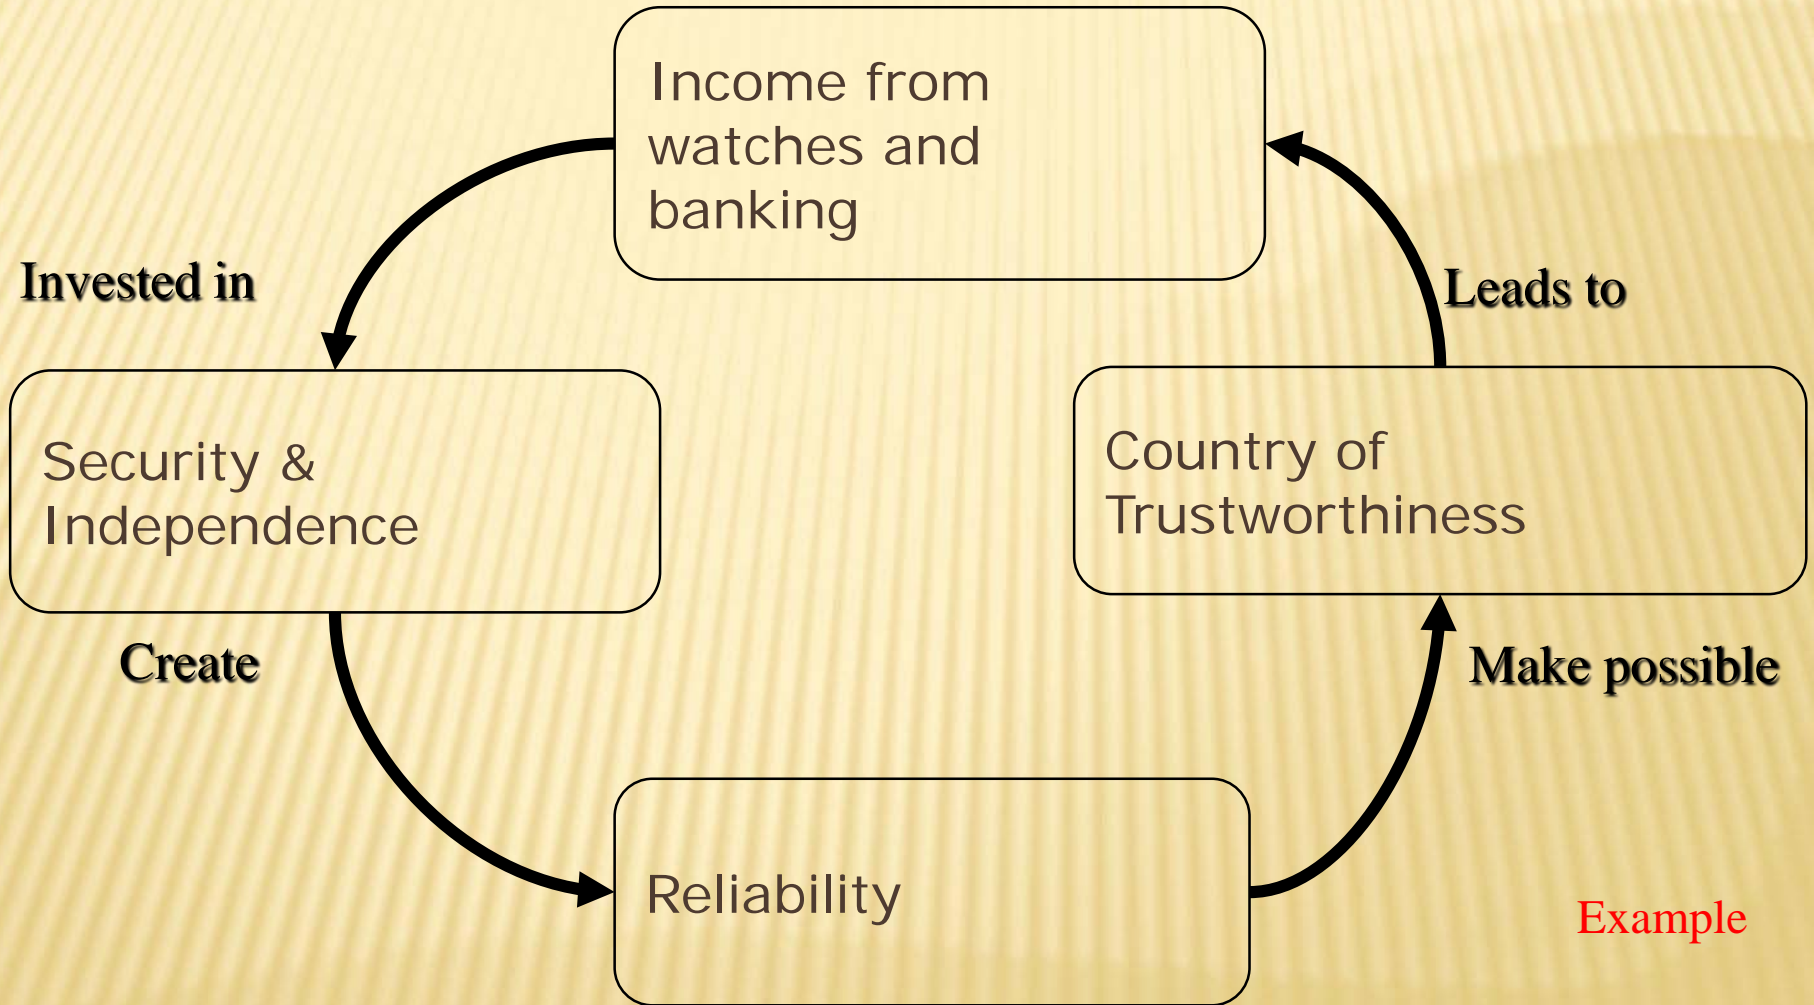 Income from
watches and
banking
Invested in
Leads to
Security &
Independence
Country of
Trustworthiness
Create
Make possible
Reliability
Example